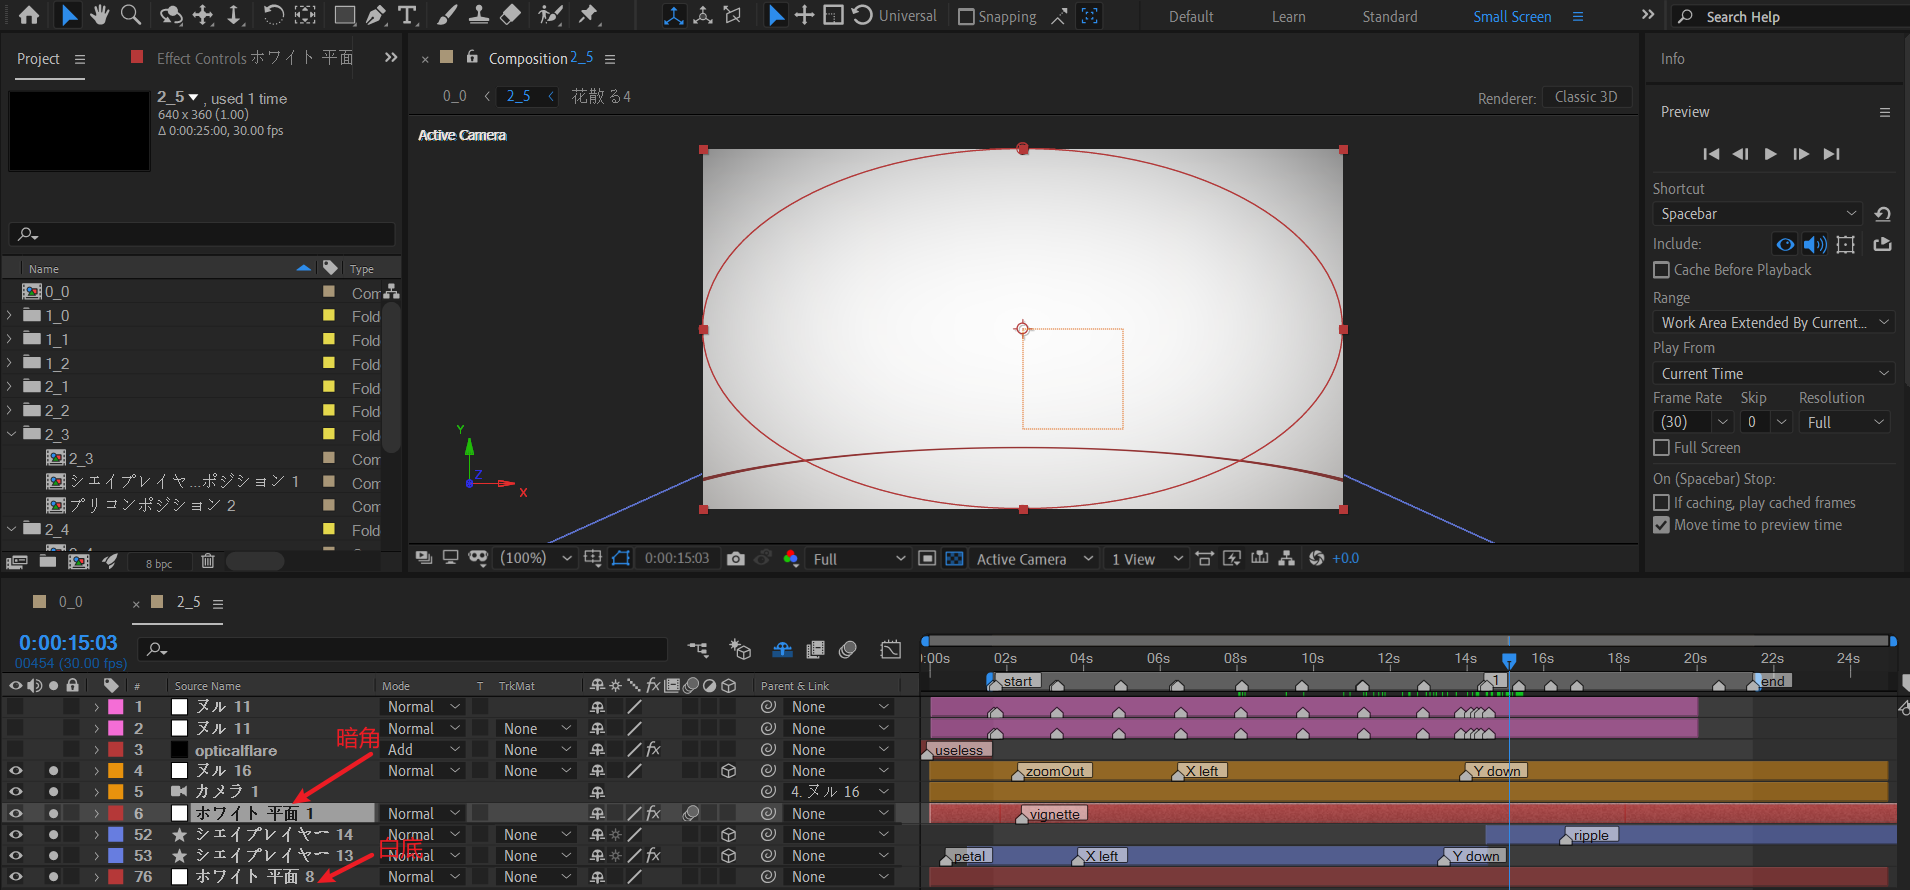 Universal Snapping Default Learn Standard Small Screen Search Help
Project Effect Controls ホワイト 平面
Composition 2_5
Info
2_5 , used 1 time
640 x 360 (1.00)
Δ 0:00:25:00, 30.00 fps
0_0 2_5 花散る4
Renderer: Classic 3D
Active Camera
Preview
Shortcut
Spacebar
Include:
Cache Before Playback
Range
Work Area Extended By Current...
Play From
Current Time
Frame Rate Skip Resolution
(30) 0 Full
Full Screen
On (Spacebar) Stop:
If caching, play cached frames
Move time to preview time
Name Type
0_0 Com
1_0 Fold
1_1 Fold
1_2 Fold
2_1 Fold
2_2 Fold
2_3 Fold
2_3 Com
シェイプレイヤ...ポジション 1 Com
プリコンポジション 2 Com
2_4 Fold
8 bpc
Y
Z
X
(100%) 0:00:15:03 Full Active Camera 1 View +0.0
0_0 2_5
0:00:15:03
00454 (30.00 fps)
# Source Name Mode T TrkMat Parent & Link
:00s 02s 04s 06s 08s 10s 12s 14s 16s 18s 20s 22s 24s
start 1 end
1 ヌル 11 Normal None
2 ヌル 11 Normal None None
3 opticalflare Add None None
useless
4 ヌル 16 Normal None None
zoomOut X left Y down
5 カメラ 1 4. ヌル 16
6 ホワイト 平面 1 Normal None None
vignette
52 シェイプレイヤー 14 Normal None None
ripple
53 シェイプレイヤー 13 Normal None None
petal X left Y down
76 ホワイト 平面 8 Normal None None
暗角
白底